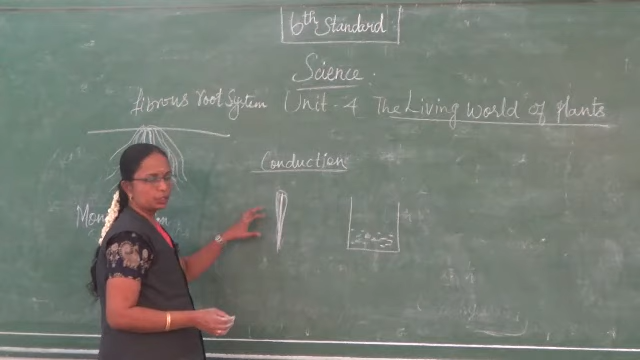 6th Standard
Science.
fibrous root System Unit-4 The Living World of plants
Conduction